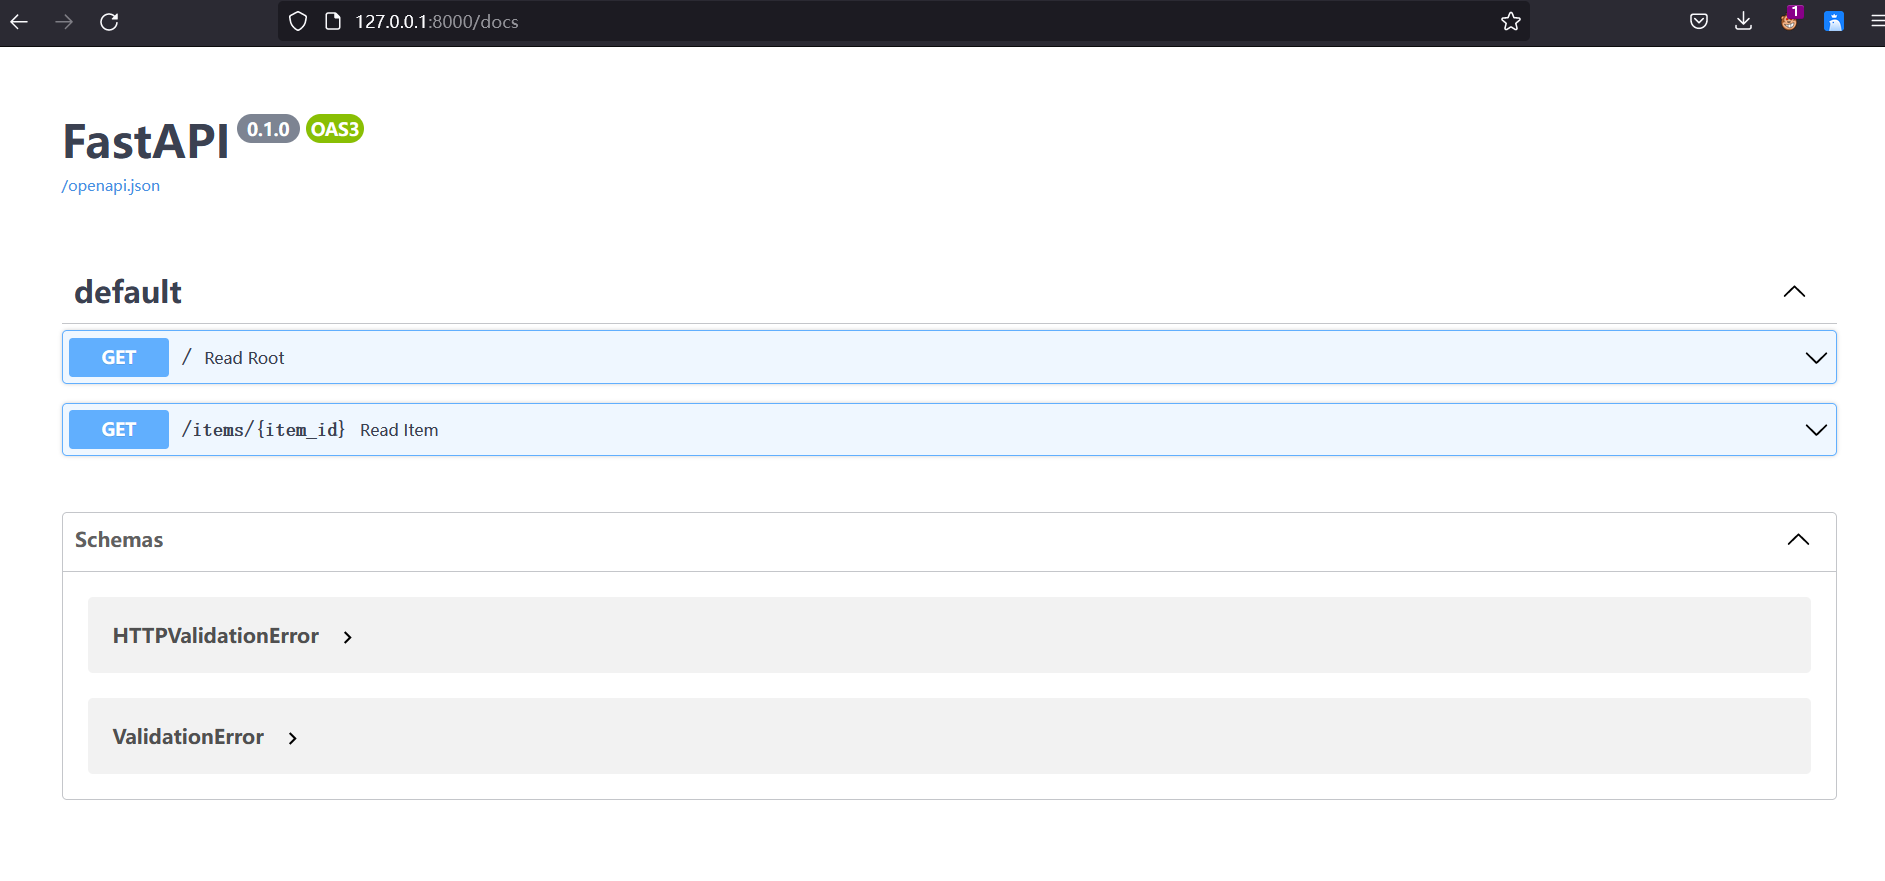 127.0.0.1:8000/docs
1
FastAPI 0.1.0 OAS3
/openapi.json
default
GET / Read Root
GET /items/{item_id} Read Item
Schemas
HTTPValidationError
ValidationError